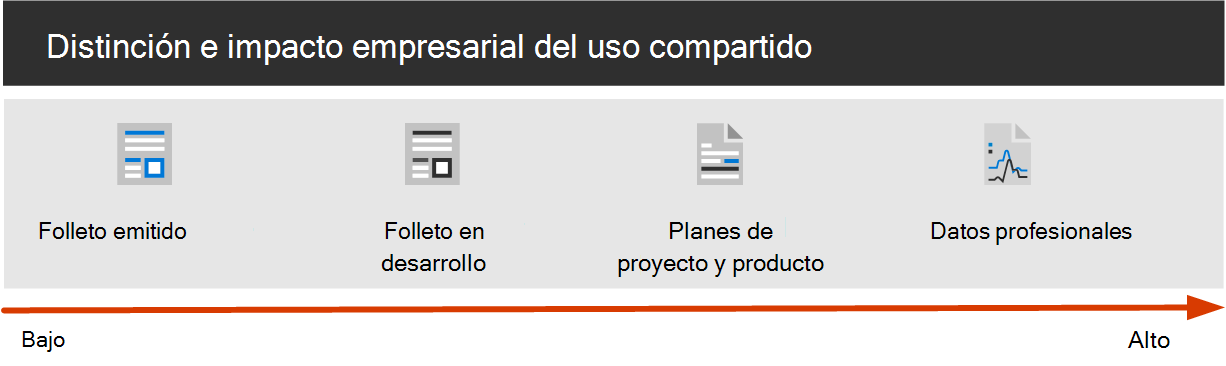 Distinción e impacto empresarial del uso compartido
Folleto emitido
Folleto en
desarrollo
Planes de
proyecto y producto
Datos profesionales
Bajo
Alto